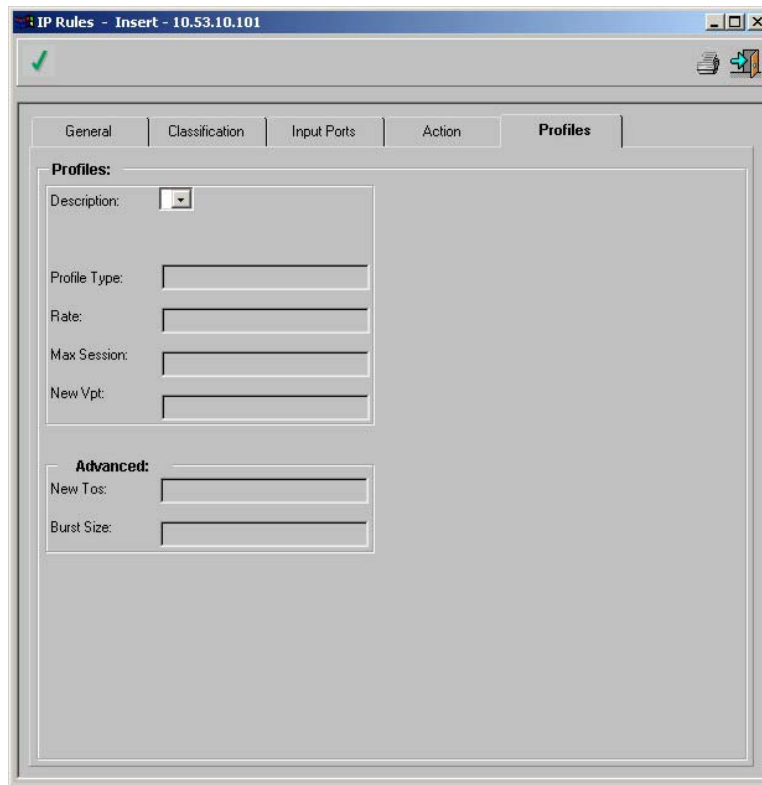 IP Rules - Insert - 10.53.10.101
General Classification Input Ports Action Profiles
Profiles:
Description:
Profile Type:
Rate:
Max Session:
New Vpt:
Advanced:
New Tos:
Burst Size: